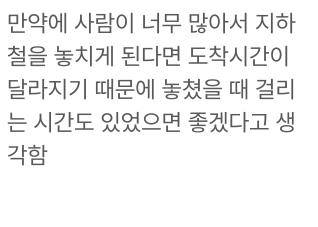 만약에 사람이 너무 많아서 지하
철을 놓치게 된다면 도착시간이
달라지기 때문에 놓쳤을 때 걸리
는 시간도 있었으면 좋겠다고 생
각함